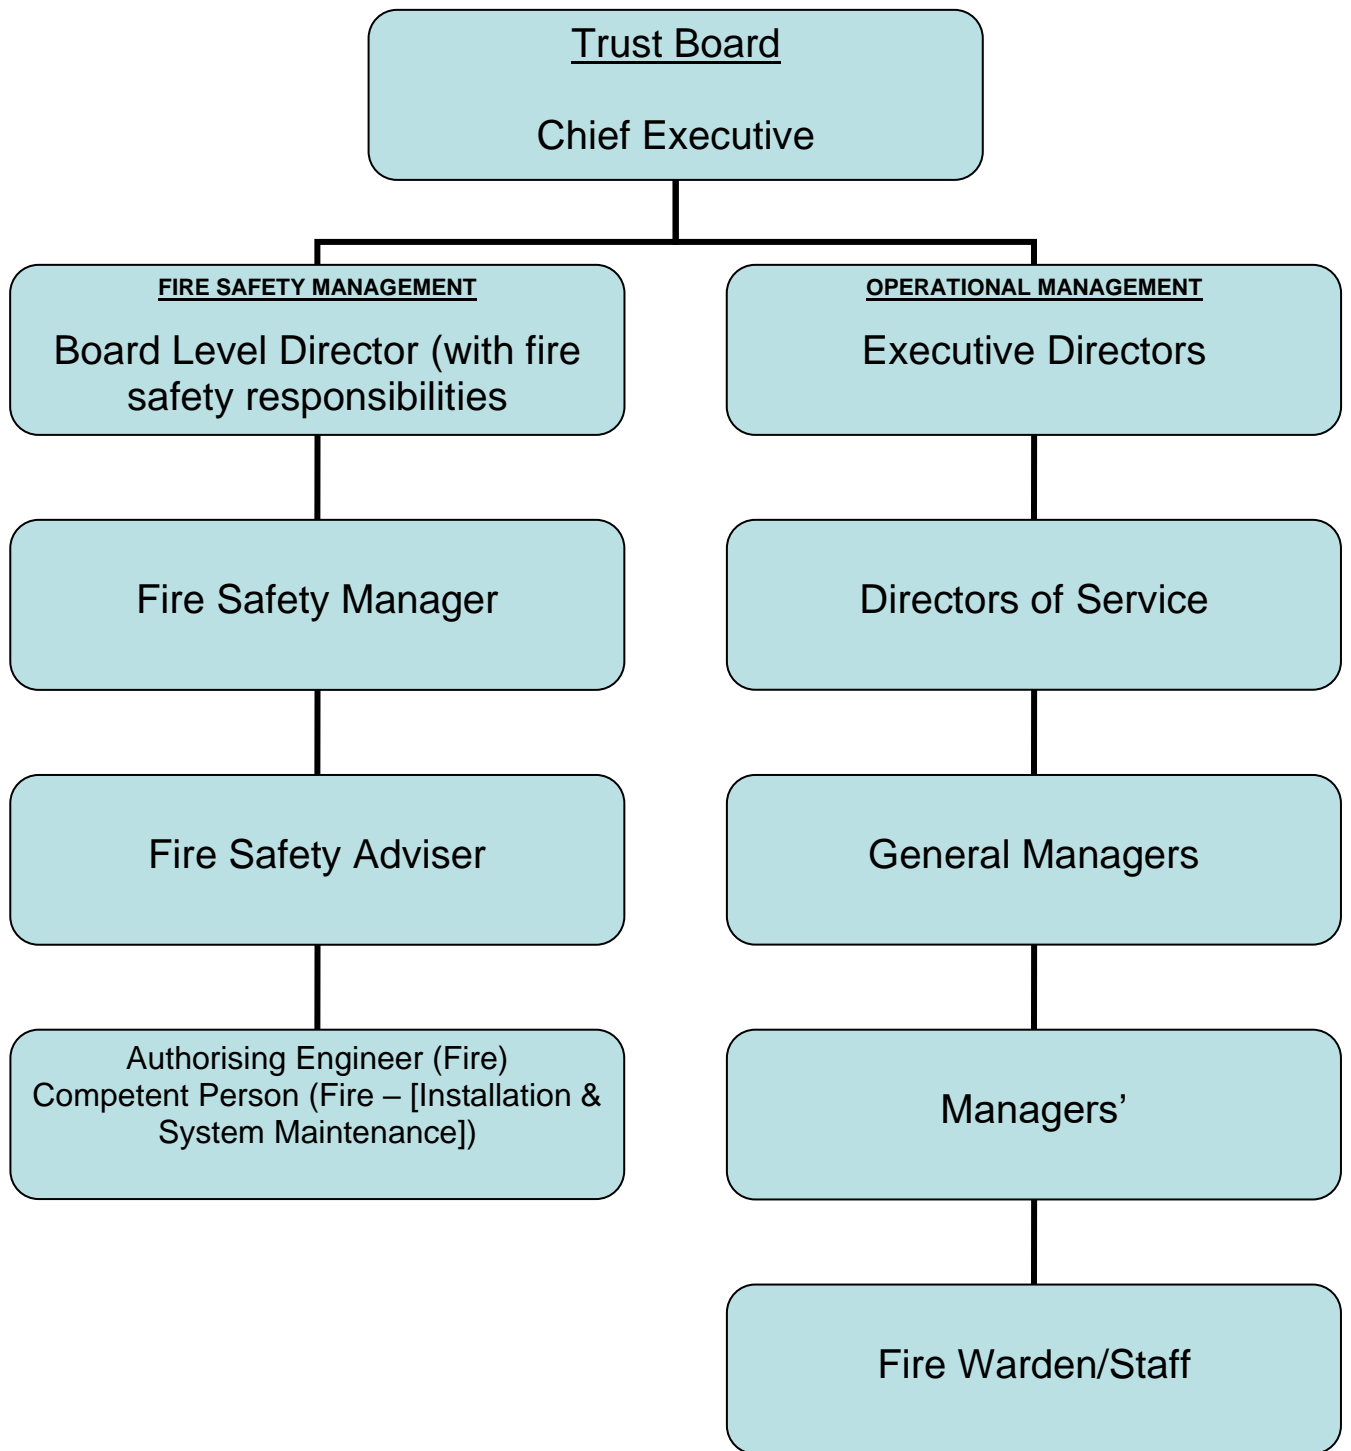 Trust Board
Chief Executive
FIRE SAFETY MANAGEMENT
Board Level Director (with fire
safety responsibilities
OPERATIONAL MANAGEMENT
Executive Directors
Fire Safety Manager
Directors of Service
Fire Safety Adviser
General Managers
Authorising Engineer (Fire)
Competent Person (Fire – [Installation &
System Maintenance])
Managers’
Fire Warden/Staff